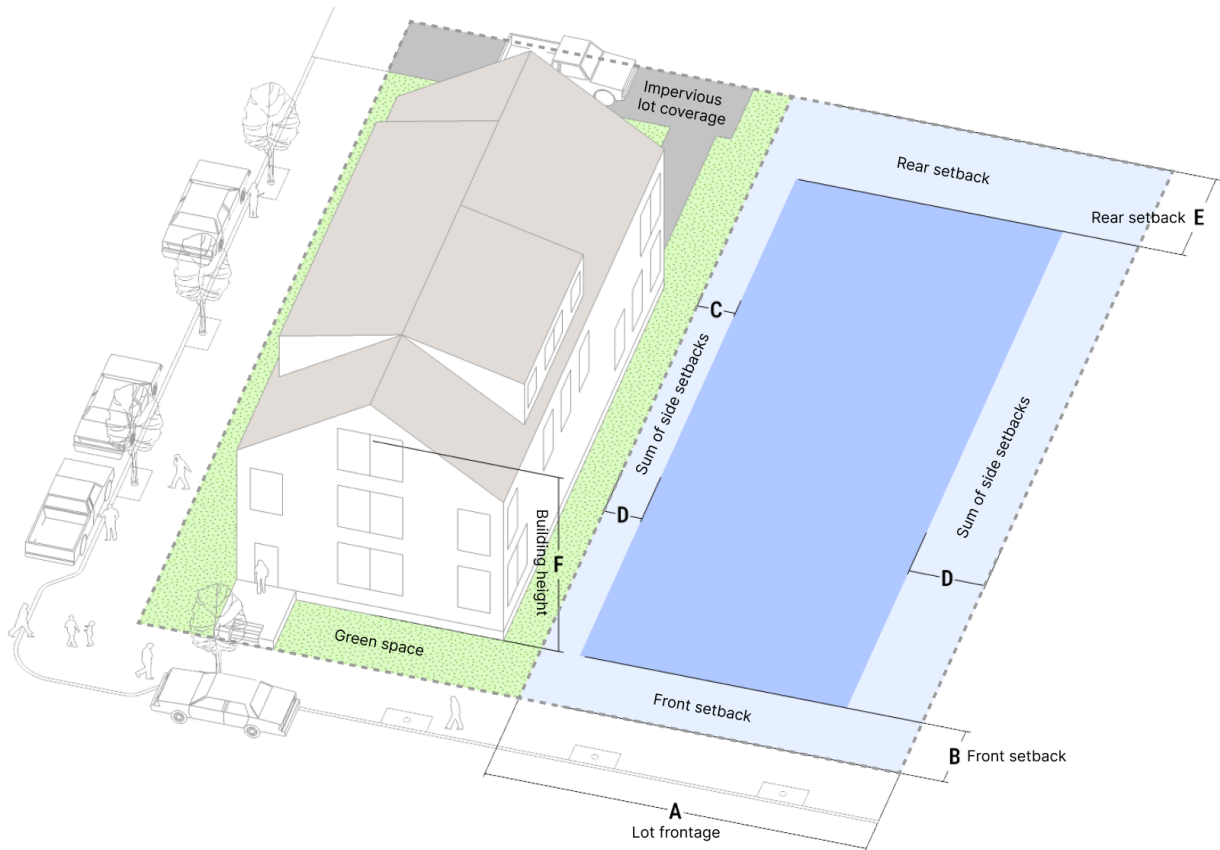 Impervious
lot coverage
Rear setback
Rear setback E
C
Sum of side setbacks
Sum of side setbacks
D
D
Building height
F
Green space
Front setback
B Front setback
A
Lot frontage